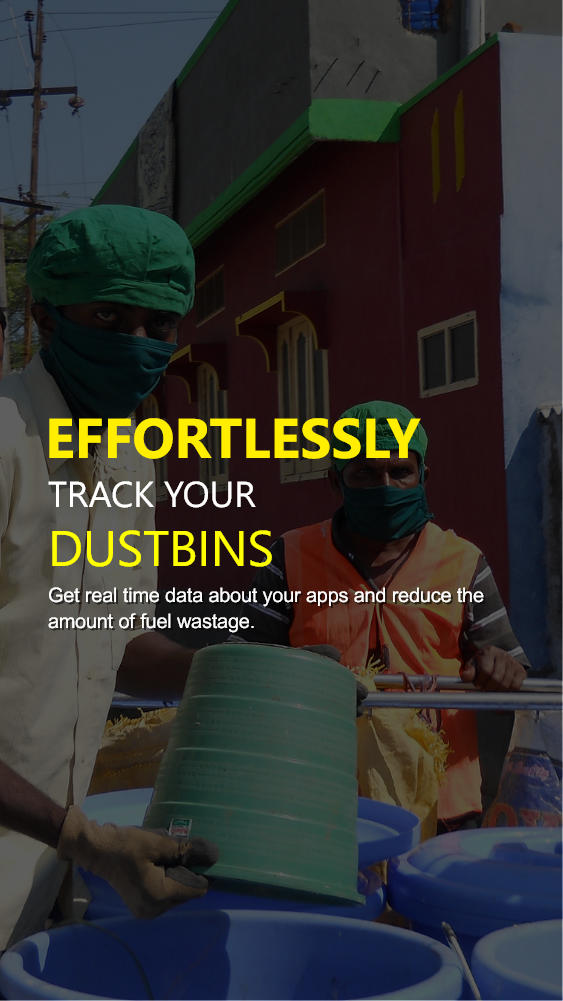 EFFORTLESSLY
TRACK YOUR
DUSTBINS
Get real time data about your apps and reduce the
amount of fuel wastage.